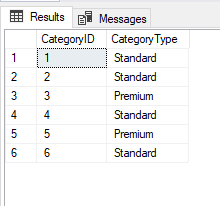 Results Messages
CategoryID CategoryType
1 1 Standard
2 2 Standard
3 3 Premium
4 4 Standard
5 5 Premium
6 6 Standard